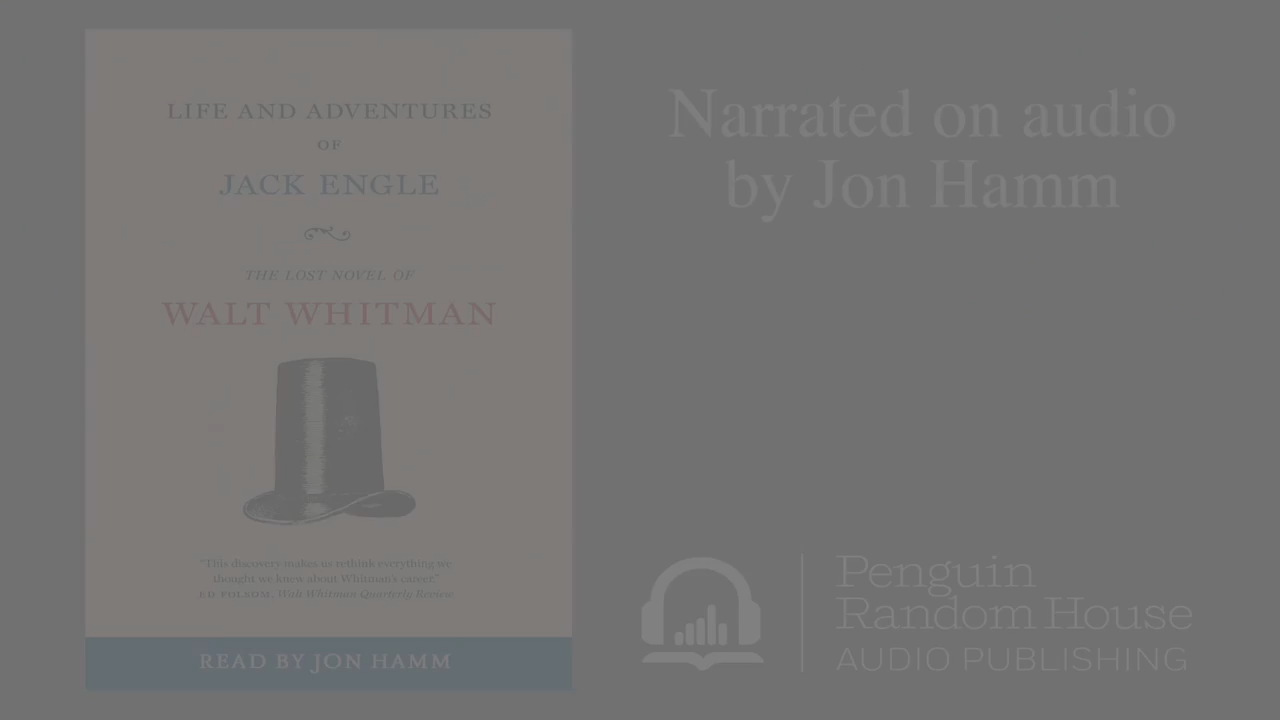 LIFE AND ADVENTURES
OF
JACK ENGLE
THE LOST NOVEL OF
WALT WHITMAN
"This discovery makes us rethink everything we
thought we knew about Whitman's career."
ED FOLSOM, Walt Whitman Quarterly Review
READ BY JON HAMM
Narrated on audio
by Jon Hamm
Penguin
Random House
AUDIO PUBLISHING